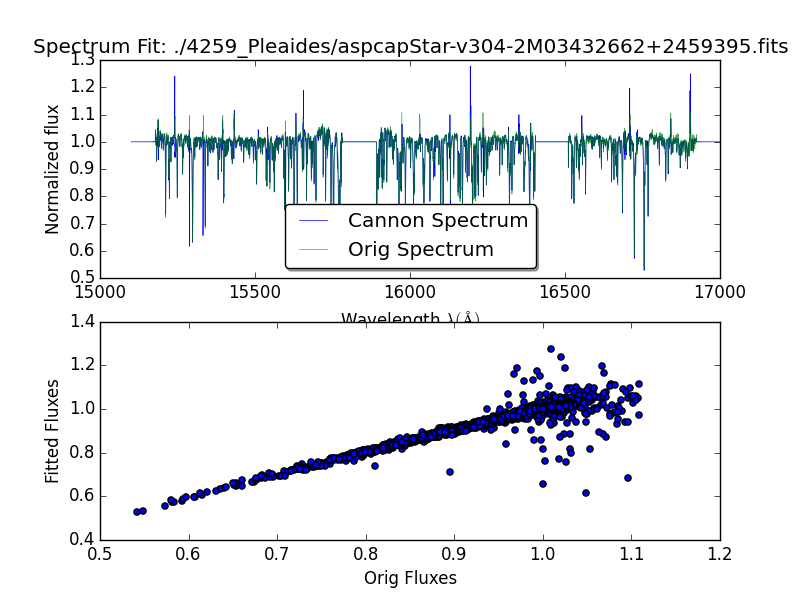 Spectrum Fit: ./4259_Pleaides/aspcapStar-v304-2M03432662+2459395.fits
1.3
1.2
1.1
1.0
0.9
0.8
0.7
0.6
0.5
Normalized flux
Cannon Spectrum
Orig Spectrum
15000 15500 16000 16500 17000
Wavelength λ(Å)
1.4
1.2
1.0
0.8
0.6
0.4
Fitted Fluxes
0.5 0.6 0.7 0.8 0.9 1.0 1.1 1.2
Orig Fluxes